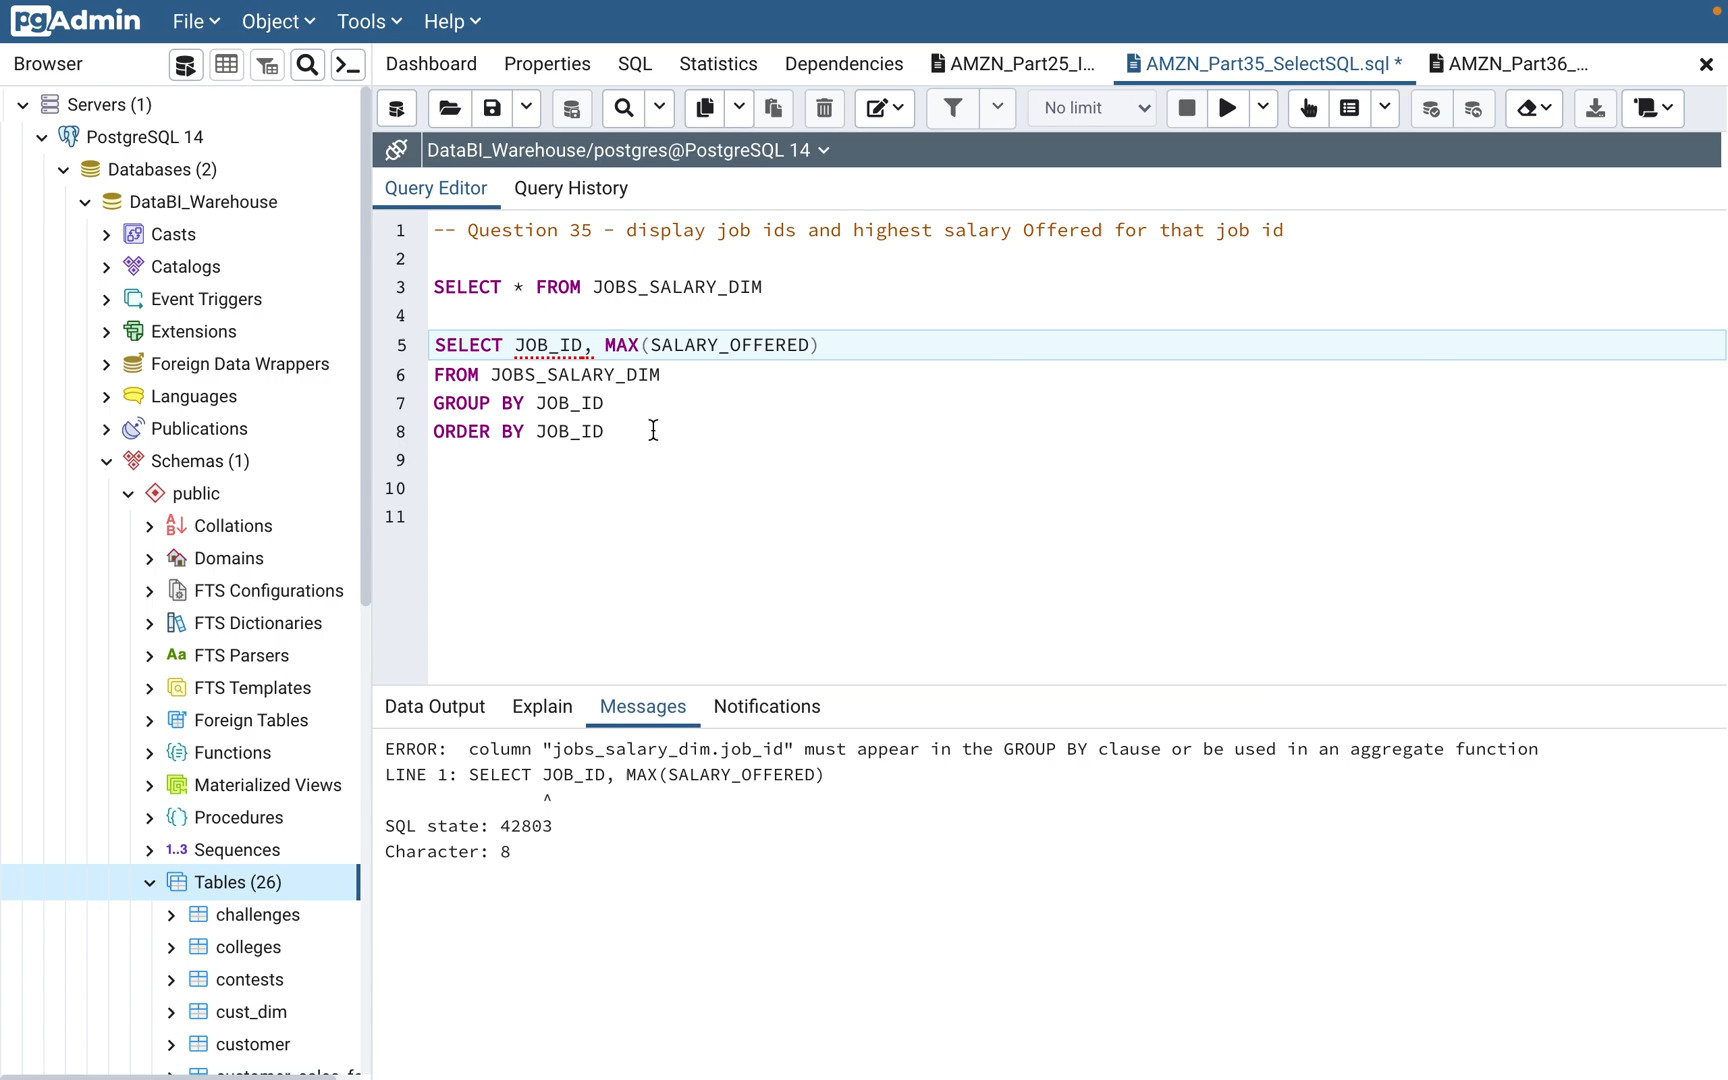 pgAdmin File Object Tools Help
Browser Dashboard Properties SQL Statistics Dependencies AMZN_Part25_I... AMZN_Part35_SelectSQL.sql * AMZN_Part36_...
No limit
DataBI_Warehouse/postgres@PostgreSQL 14
Query Editor Query History
Servers (1)
PostgreSQL 14
Databases (2)
DataBI_Warehouse
Casts
Catalogs
Event Triggers
Extensions
Foreign Data Wrappers
Languages
Publications
Schemas (1)
public
Collations
Domains
FTS Configurations
FTS Dictionaries
Aa FTS Parsers
FTS Templates
Foreign Tables
Functions
Materialized Views
Procedures
1..3 Sequences
Tables (26)
challenges
colleges
contests
cust_dim
customer
1 -- Question 35 - display job ids and highest salary Offered for that job id
2
3 SELECT * FROM JOBS_SALARY_DIM
4
5 SELECT JOB_ID, MAX(SALARY_OFFERED)
6 FROM JOBS_SALARY_DIM
7 GROUP BY JOB_ID
8 ORDER BY JOB_ID
9
10
11
Data Output Explain Messages Notifications
ERROR: column "jobs_salary_dim.job_id" must appear in the GROUP BY clause or be used in an aggregate function
LINE 1: SELECT JOB_ID, MAX(SALARY_OFFERED)
^
SQL state: 42803
Character: 8